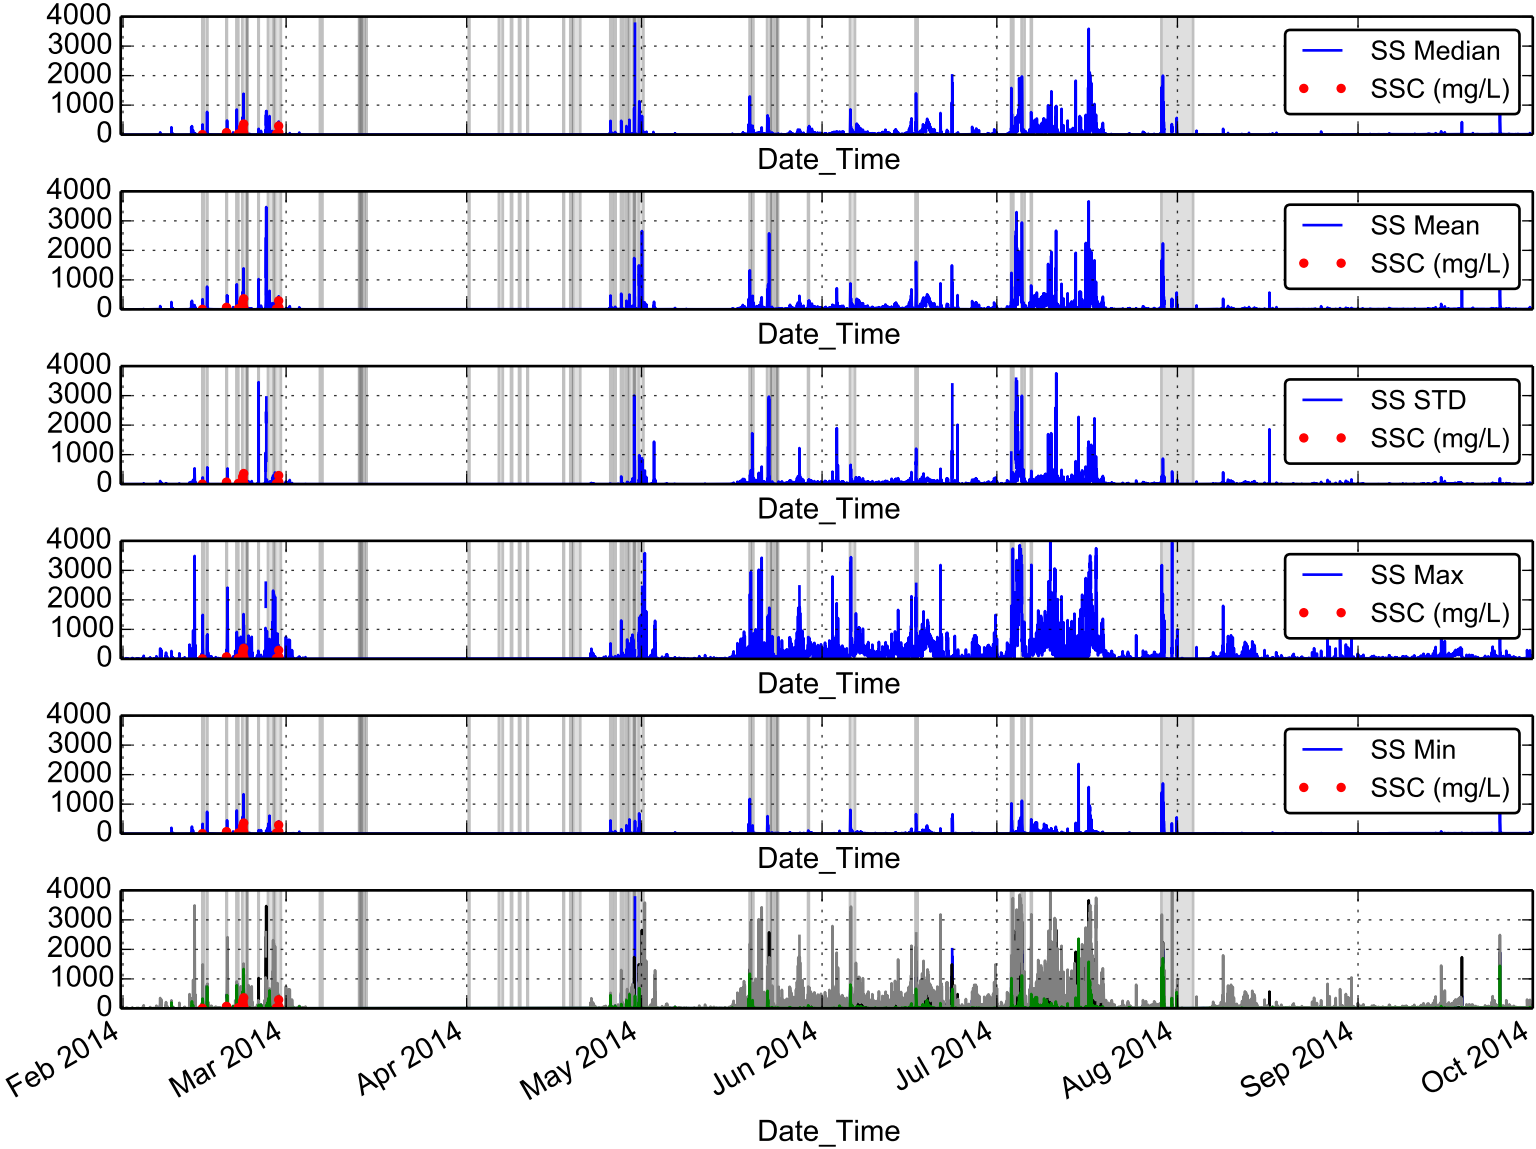 4000
3000
2000
1000
0
SS Median
SSC (mg/L)
Date_Time
4000
3000
2000
1000
0
SS Mean
SSC (mg/L)
Date_Time
4000
3000
2000
1000
0
SS STD
SSC (mg/L)
Date_Time
4000
3000
2000
1000
0
SS Max
SSC (mg/L)
Date_Time
4000
3000
2000
1000
0
SS Min
SSC (mg/L)
Date_Time
4000
3000
2000
1000
0
Feb 2014
Mar 2014
Apr 2014
May 2014
Jun 2014
Jul 2014
Aug 2014
Sep 2014
Oct 2014
Date_Time